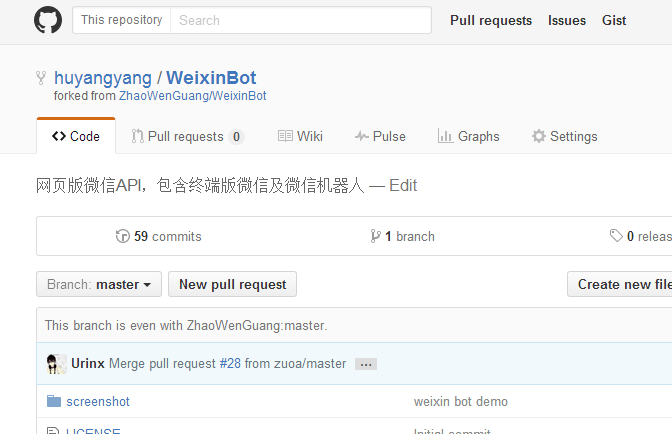 This repository Search Pull requests Issues Gist
huyangyang / WeixinBot
forked from ZhaoWenGuang/WeixinBot
Code Pull requests 0 Wiki Pulse Graphs Settings
网页版微信API，包含终端版微信及微信机器人 — Edit
59 commits 1 branch 0 releas
Branch: master New pull request Create new file
This branch is even with ZhaoWenGuang:master.
Urinx Merge pull request #28 from zuoa/master ...
screenshot weixin bot demo
LICENSE Initial commit